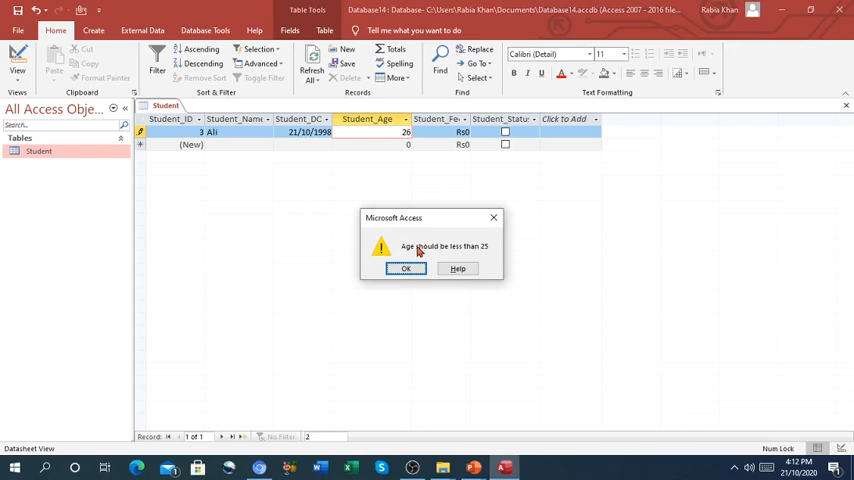 Table Tools
Database14 : Database- C:\Users\Rabia Khan\Documents\Database14.accdb (Access 2007 - 2016 file...
Rabia Khan
File
Home
Create
External Data
Database Tools
Help
Fields
Table
Tell me what you want to do
View
Paste
Cut
Copy
Format Painter
Filter
Ascending
Descending
Remove Sort
Selection
Advanced
Toggle Filter
Refresh
All
New
Save
Delete
Totals
Spelling
More
Find
Replace
Go To
Select
Calibri (Detail)
11
B I U
A
Views
Clipboard
Sort & Filter
Records
Find
Text Formatting
All Access Obje...
Search...
Tables
Student
Student
Student_ID
Student_Name
Student_DO
Student_Age
Student_Fe
Student_Status
Click to Add
3 Ali 21/10/1998 26 Rs0
(New) 0 Rs0
Microsoft Access
Age should be less than 25
OK
Help
Record:
1 of 1
No Filter
2
Datasheet View
Num Lock
4:12 PM
21/10/2020